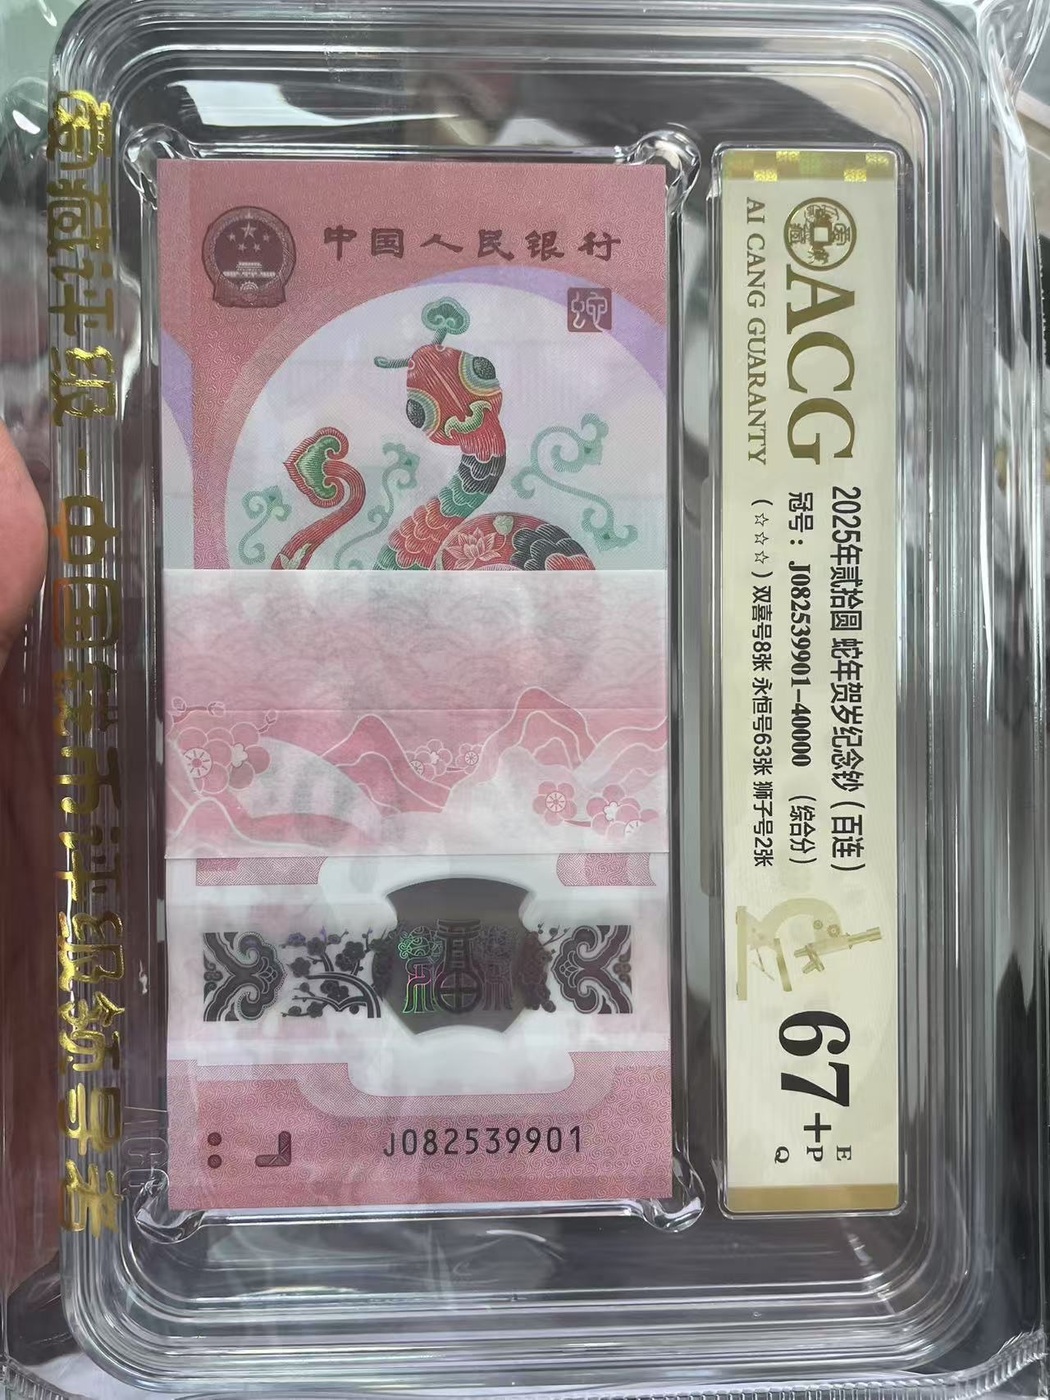 中国人民银行
J082539901
ACG
AI CANG GUARANTY
2025年贰拾圆 蛇年贺岁纪念钞（百连）
冠号：J082539901-40000 （综合分）
（☆☆☆）双喜号8张 永恒号63张 狮子号2张
67+
E
P
Q
爱藏评级-中国钱币评级领导者